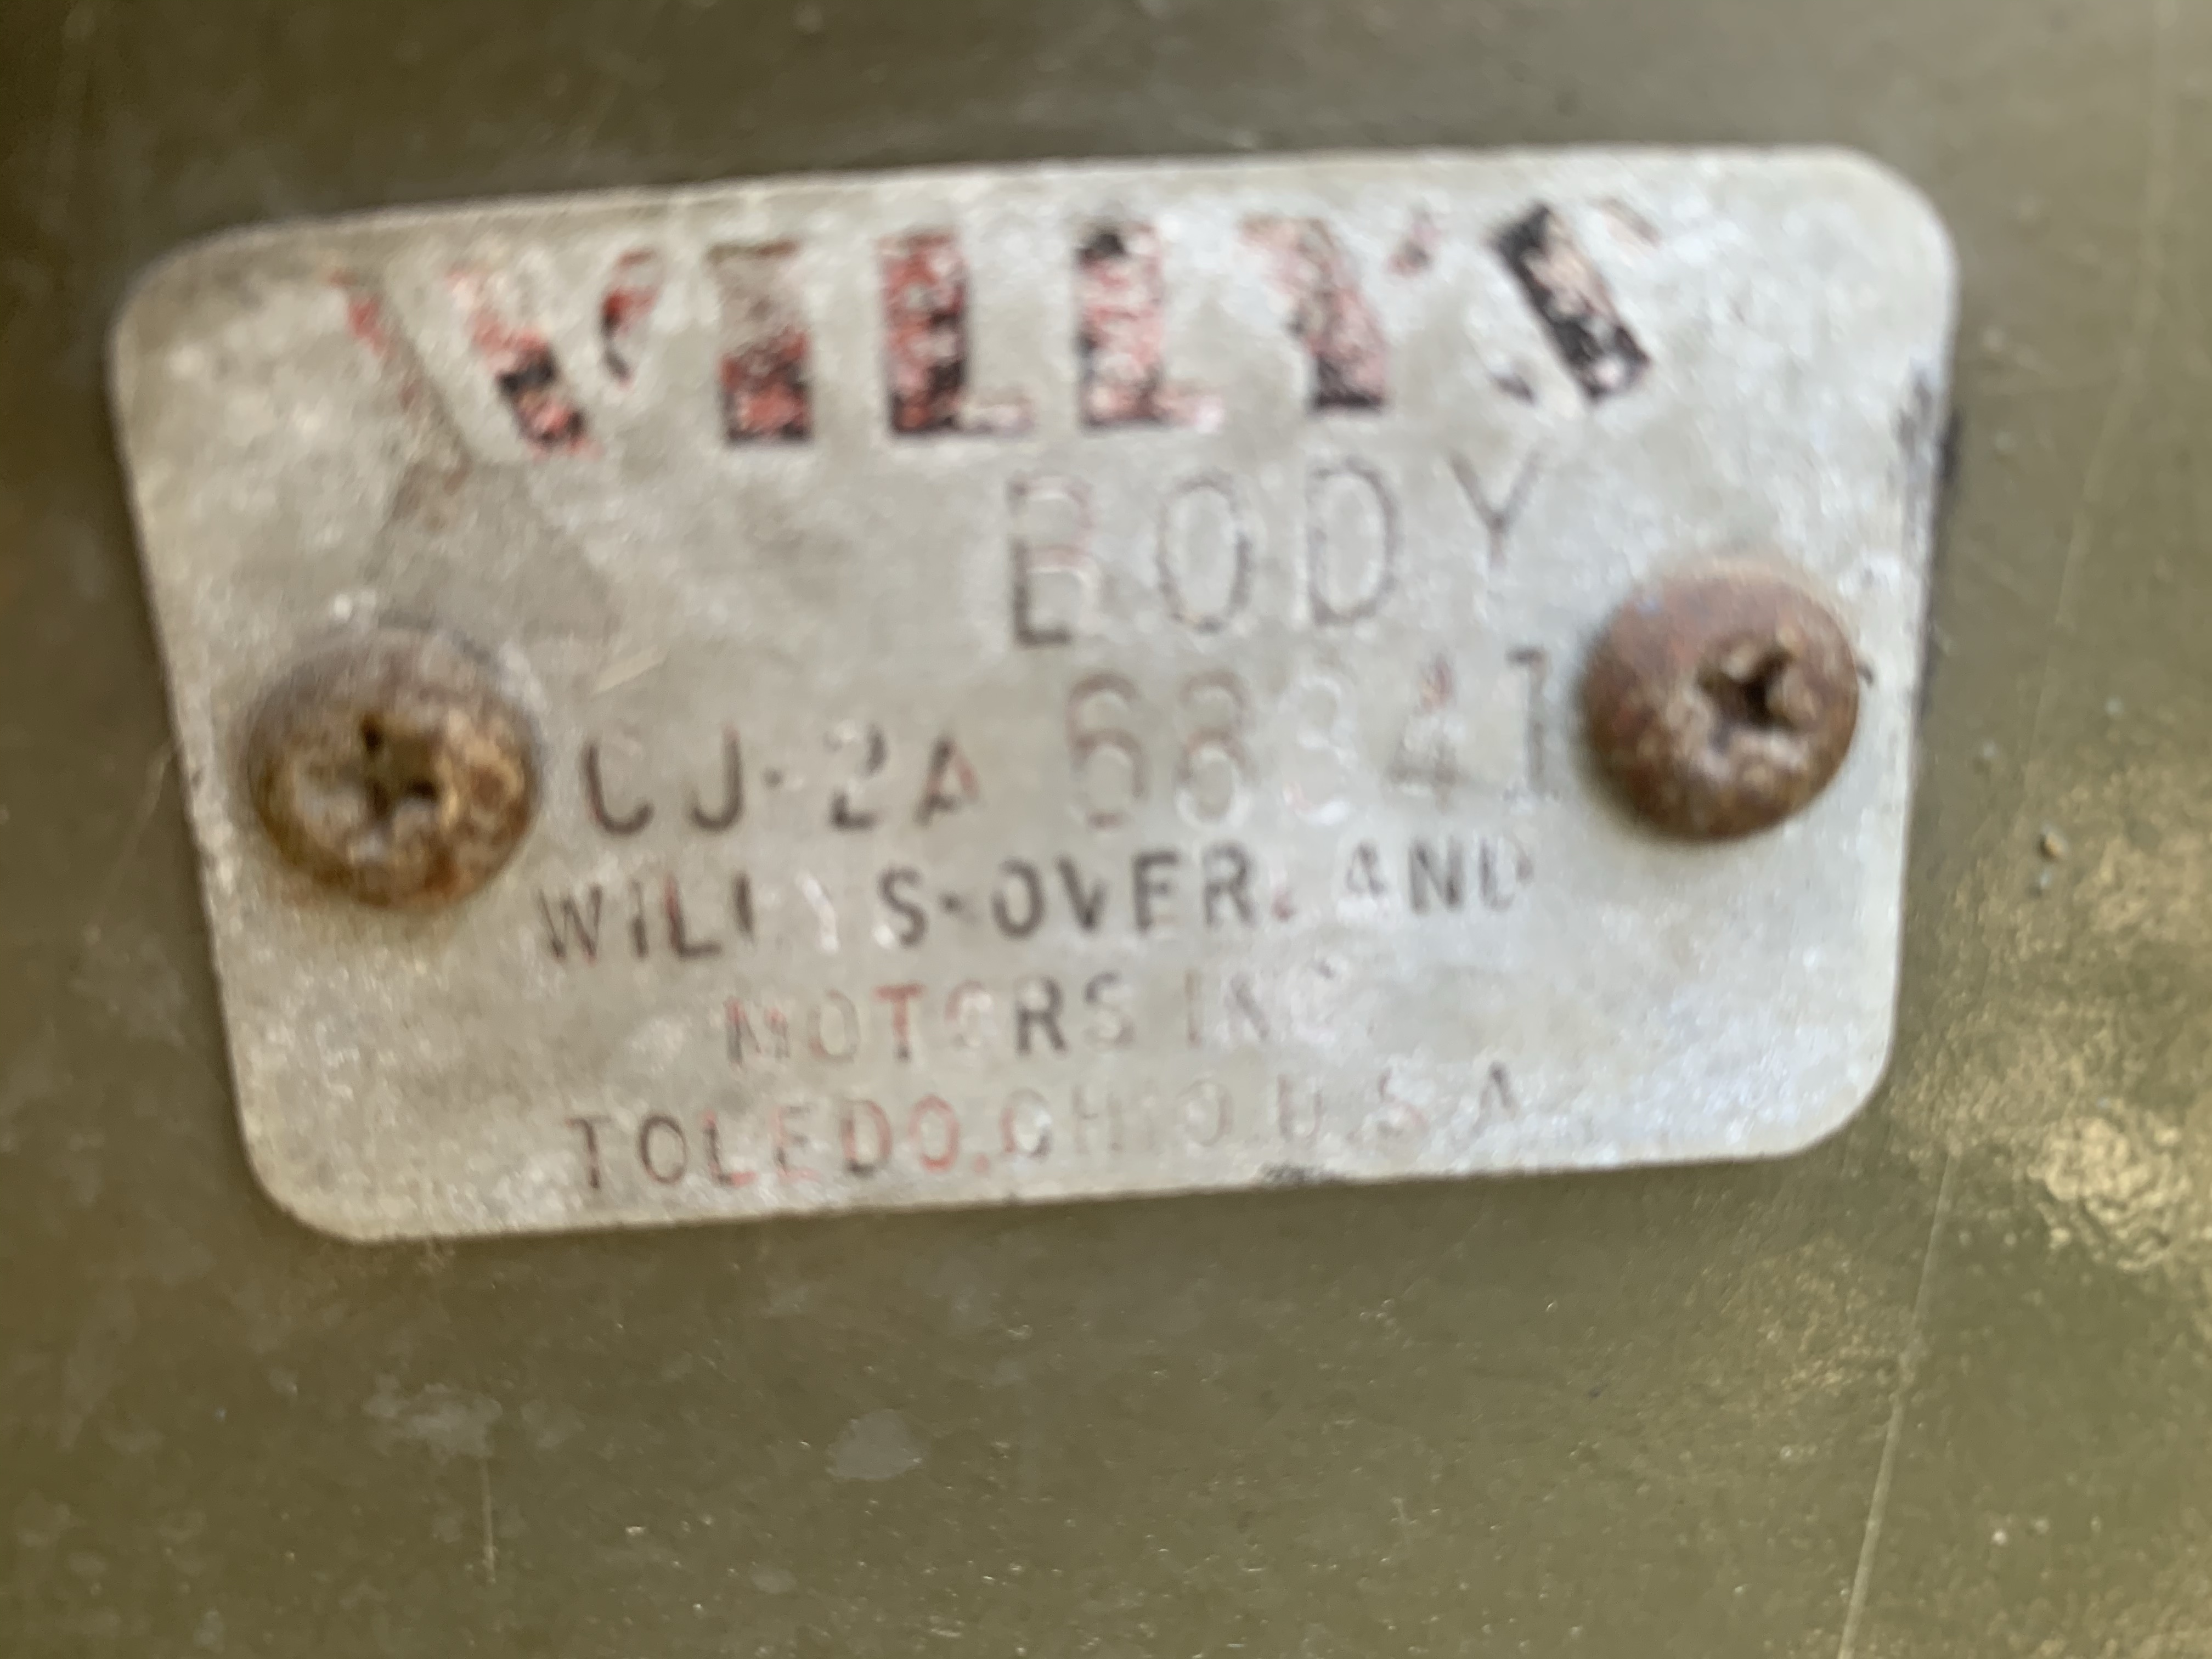 WILLYS
BODY
CJ-2A
WILLYS-OVERLAND
MOTORS INC
TOLEDO, OHIO U.S.A